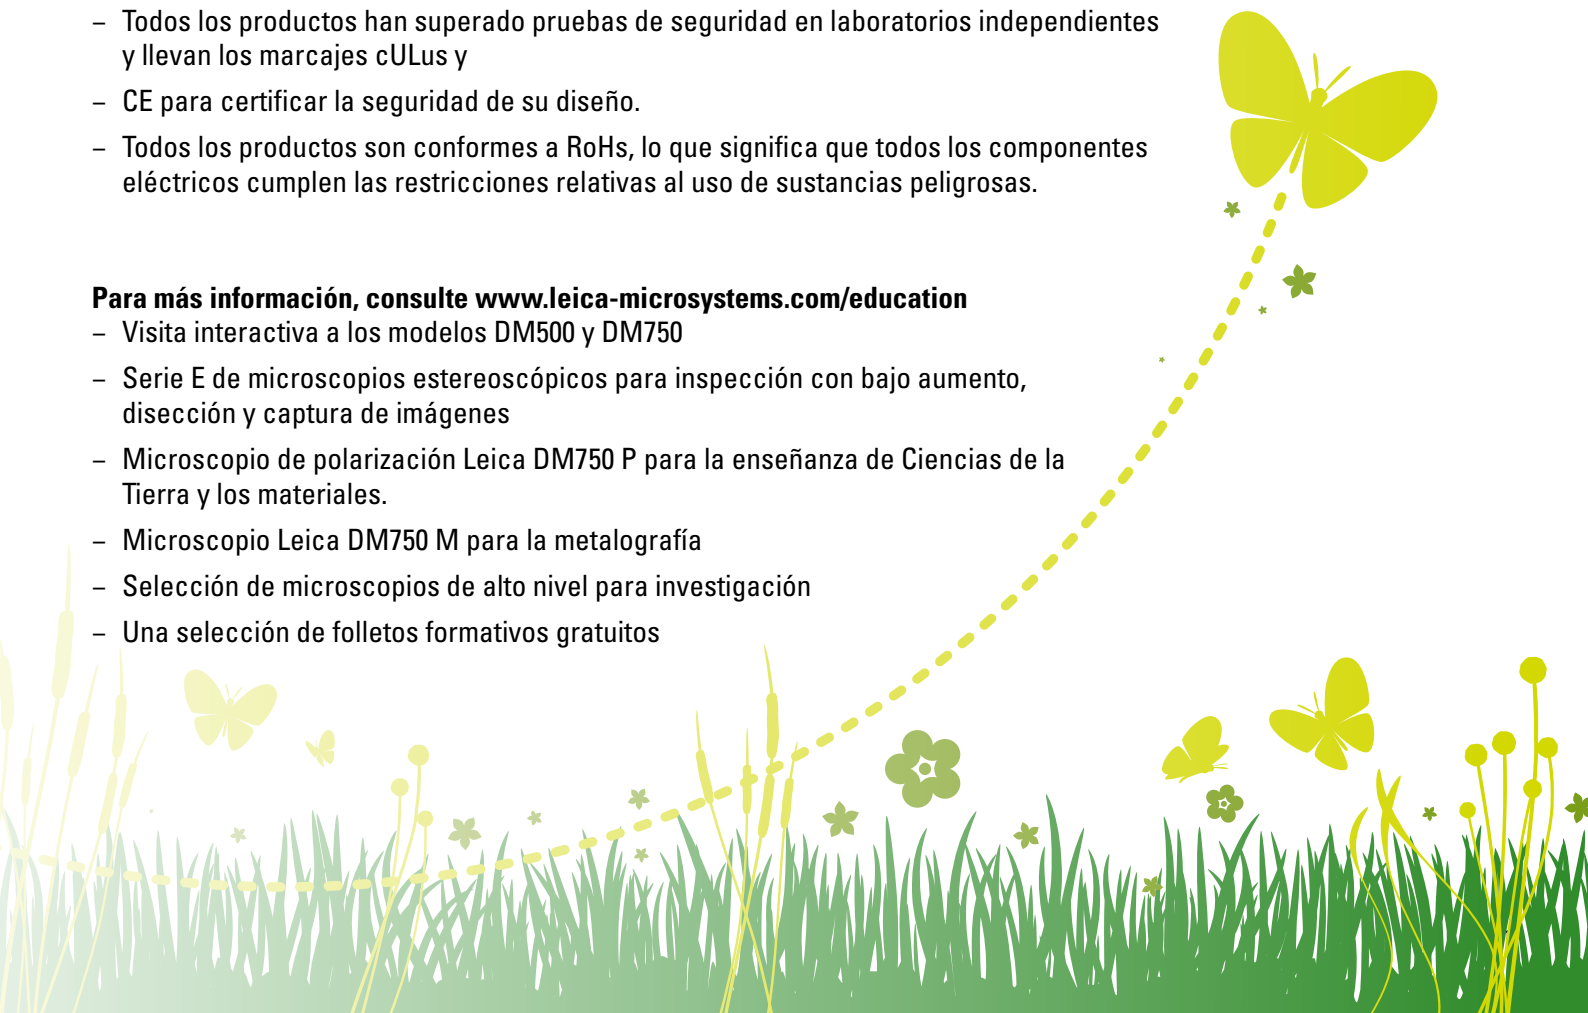 – Todos los productos han superado pruebas de seguridad en laboratorios independientes
y llevan los marcajes cULus y
– CE para certificar la seguridad de su diseño.
– Todos los productos son conformes a RoHs, lo que significa que todos los componentes
eléctricos cumplen las restricciones relativas al uso de sustancias peligrosas.
Para más información, consulte www.leica-microsystems.com/education
– Visita interactiva a los modelos DM500 y DM750
– Serie E de microscopios estereoscópicos para inspección con bajo aumento,
disección y captura de imágenes
– Microscopio de polarización Leica DM750 P para la enseñanza de Ciencias de la
Tierra y los materiales.
– Microscopio Leica DM750 M para la metalografía
– Selección de microscopios de alto nivel para investigación
– Una selección de folletos formativos gratuitos